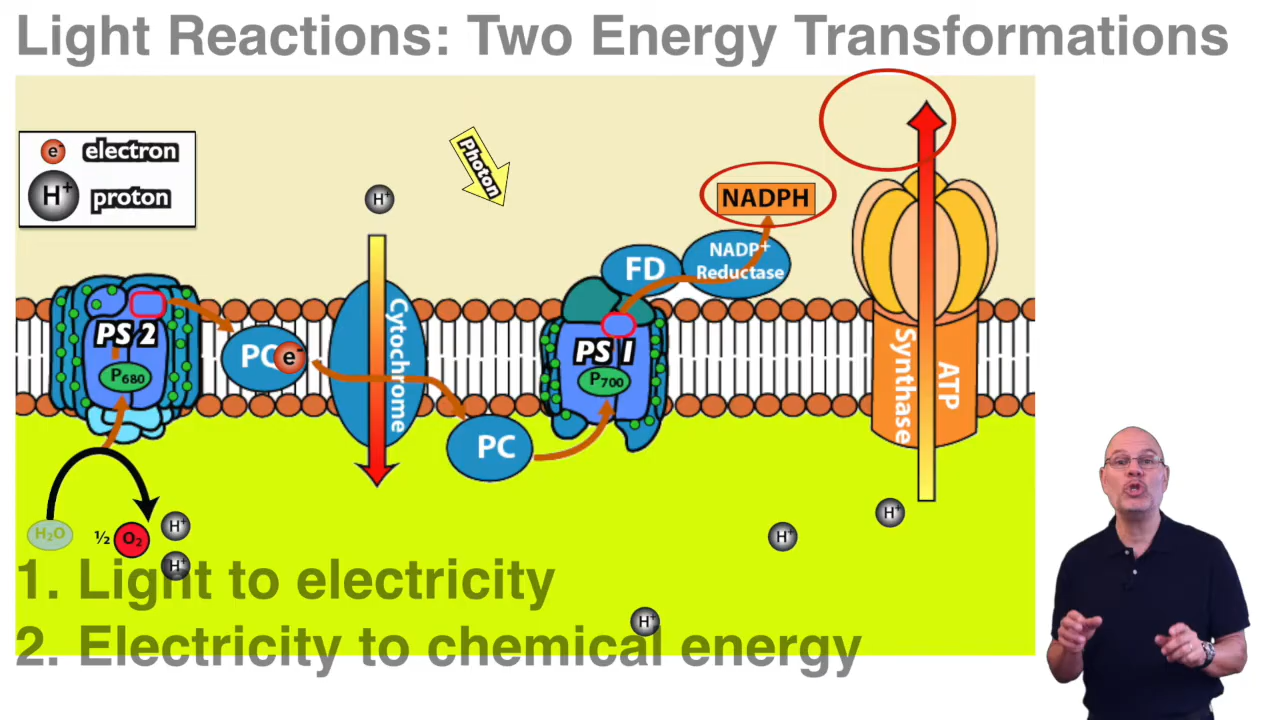 Light Reactions: Two Energy Transformations
e⁻ electron
H⁺ proton
Photon
H⁺
NADPH
FD
NADP⁺
Reductase
PS 2
P680
PC e⁻
Cytochrome
PC
PS 1
P700
ATP
Synthase
H₂O
½ O₂
H⁺
H⁺
H⁺
H⁺
H⁺
1. Light to electricity
2. Electricity to chemical energy